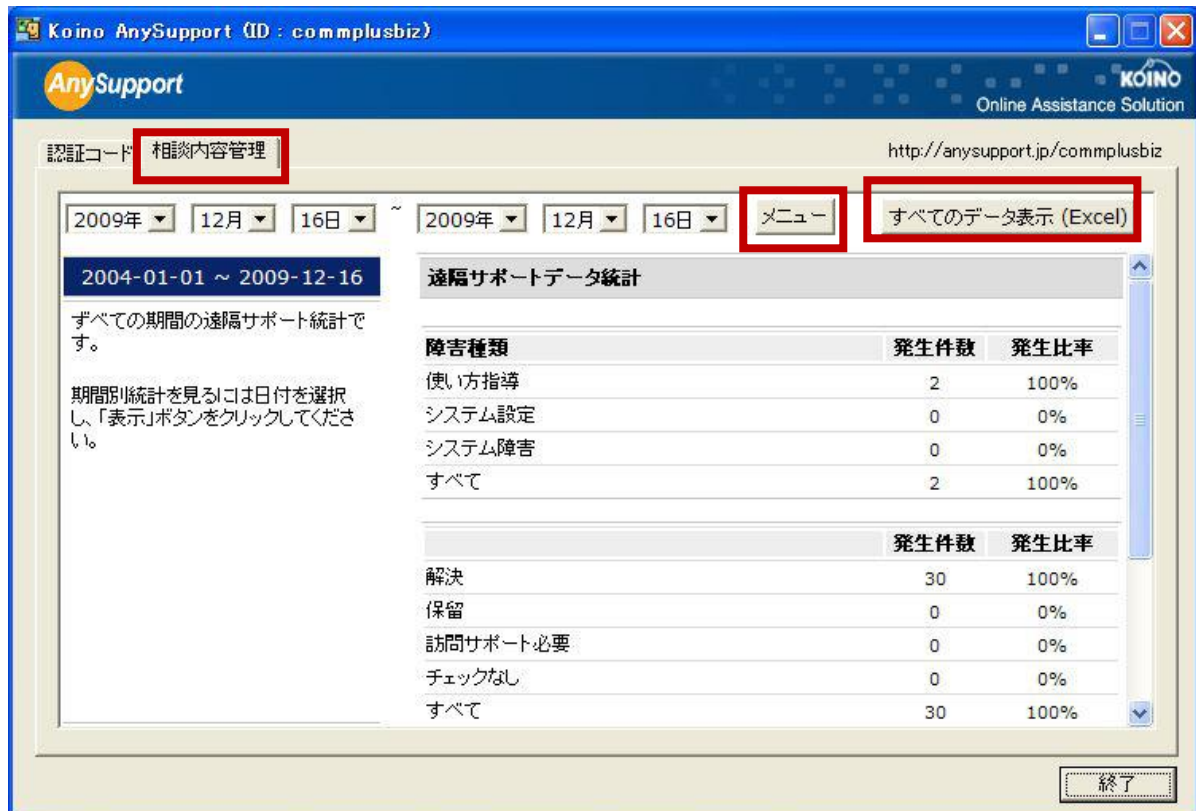 Koino AnySupport (ID : commplusbiz)
AnySupport
KOINO
Online Assistance Solution
認証コード 相談内容管理 http://anysupport.jp/commplusbiz
2009年 12月 16日 ~ 2009年 12月 16日 メニュー すべてのデータ表示 (Excel)
2004-01-01 ~ 2009-12-16
ずべての期間の遠隔サポート統計で
す。
期間別統計を見るには日付を選択
し、「表示」ボタンをクリックしてくださ
い。
遠隔サポートデータ統計
障害種類 発生件数 発生比率
使い方指導 2 100%
システム設定 0 0%
システム障害 0 0%
すべて 2 100%
発生件数 発生比率
解決 30 100%
保留 0 0%
訪問サポート必要 0 0%
チェックなし 0 0%
すべて 30 100%
終了